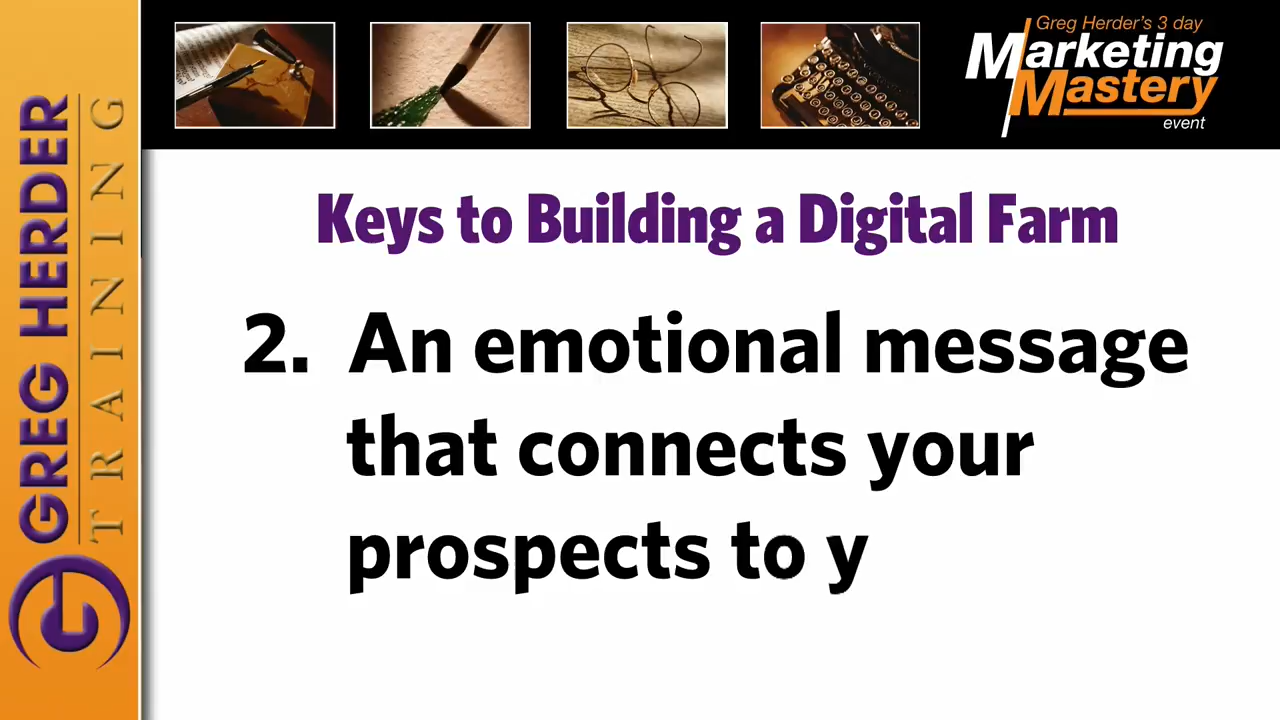 Greg Herder's 3 day
Marketing
Mastery
event
GREG HERDER
TRAINING
Keys to Building a Digital Farm
2. An emotional message
that connects your
prospects to y